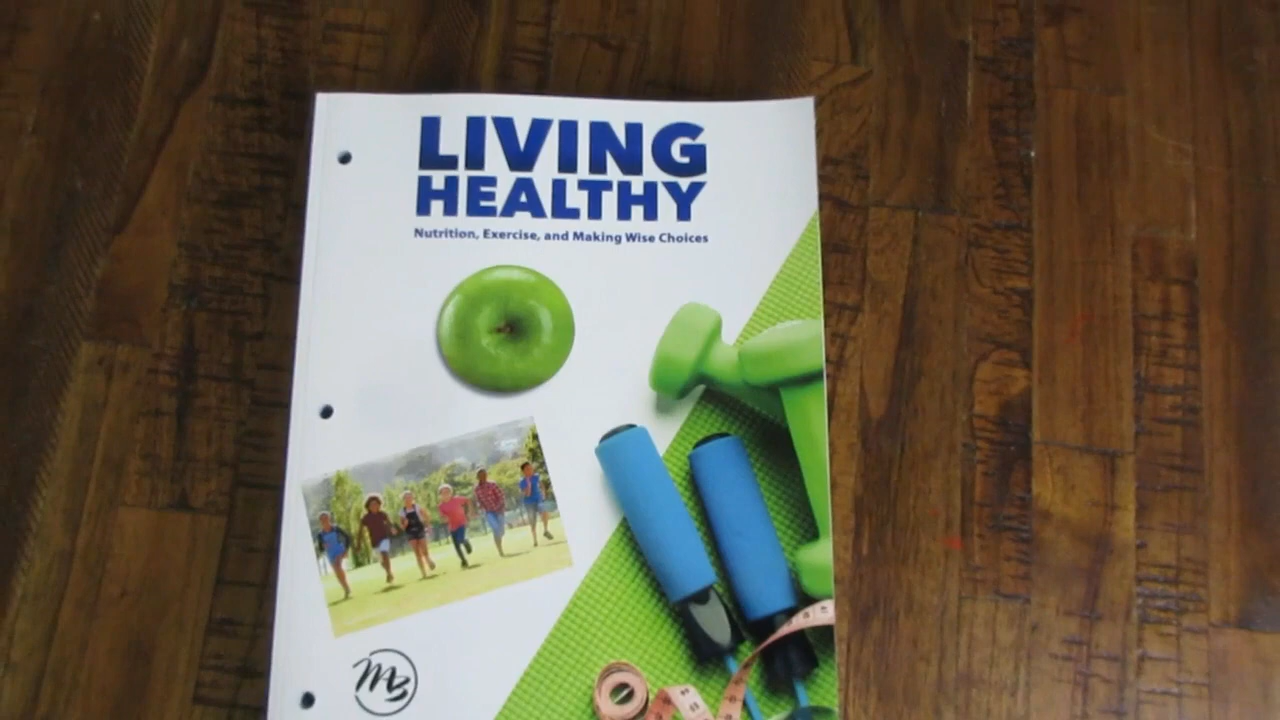 LIVING
HEALTHY
Nutrition, Exercise, and Making Wise Choices